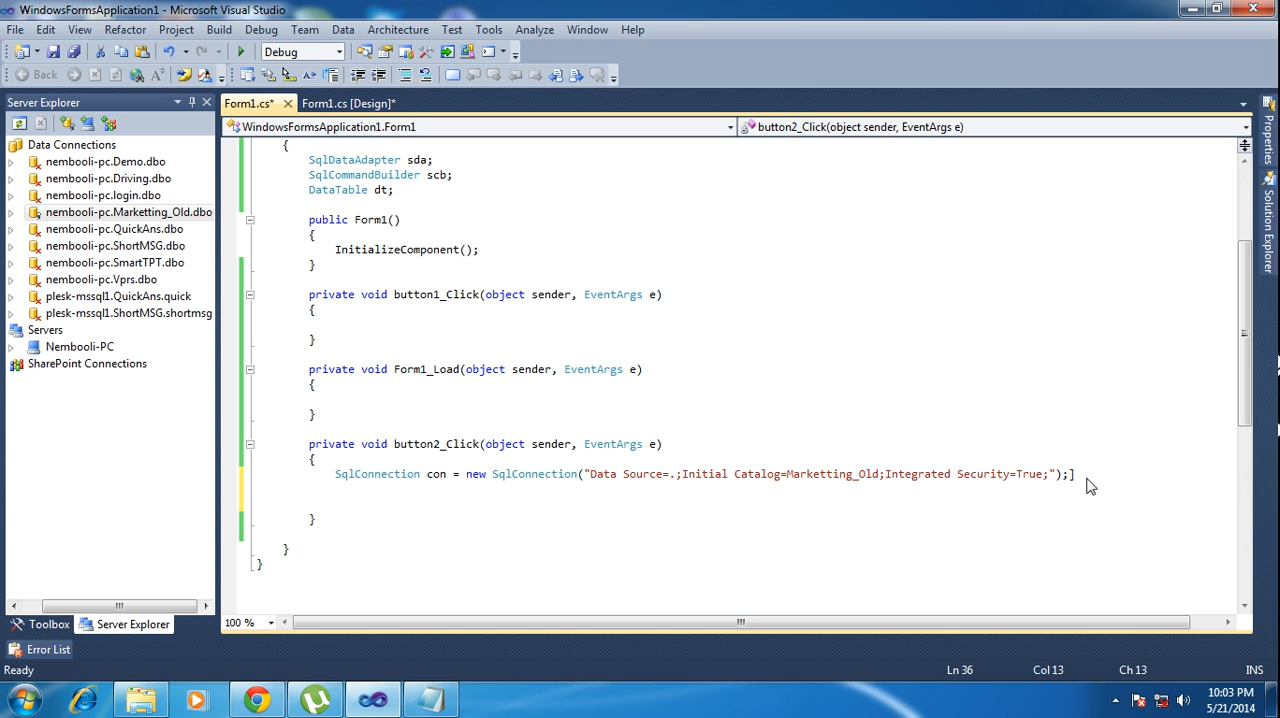 WindowsFormsApplication1 - Microsoft Visual Studio
File Edit View Refactor Project Build Debug Team Data Architecture Test Tools Analyze Window Help
Debug
Back
Server Explorer
Form1.cs* Form1.cs [Design]*
WindowsFormsApplication1.Form1
button2_Click(object sender, EventArgs e)
Data Connections
nembooli-pc.Demo.dbo
nembooli-pc.Driving.dbo
nembooli-pc.login.dbo
nembooli-pc.Marketting_Old.dbo
nembooli-pc.QuickAns.dbo
nembooli-pc.ShortMSG.dbo
nembooli-pc.SmartTPT.dbo
nembooli-pc.Vprs.dbo
plesk-mssql1.QuickAns.quick
plesk-mssql1.ShortMSG.shortmsg
Servers
Nembooli-PC
SharePoint Connections
{
SqlDataAdapter sda;
SqlCommandBuilder scb;
DataTable dt;
public Form1()
{
InitializeComponent();
}
private void button1_Click(object sender, EventArgs e)
{
}
private void Form1_Load(object sender, EventArgs e)
{
}
private void button2_Click(object sender, EventArgs e)
{
SqlConnection con = new SqlConnection("Data Source=.;Initial Catalog=Marketting_Old;Integrated Security=True;");]
}
}
}
Properties
Solution Explorer
100 %
Toolbox Server Explorer
Error List
Ready
Ln 36 Col 13 Ch 13 INS
10:03 PM
5/21/2014